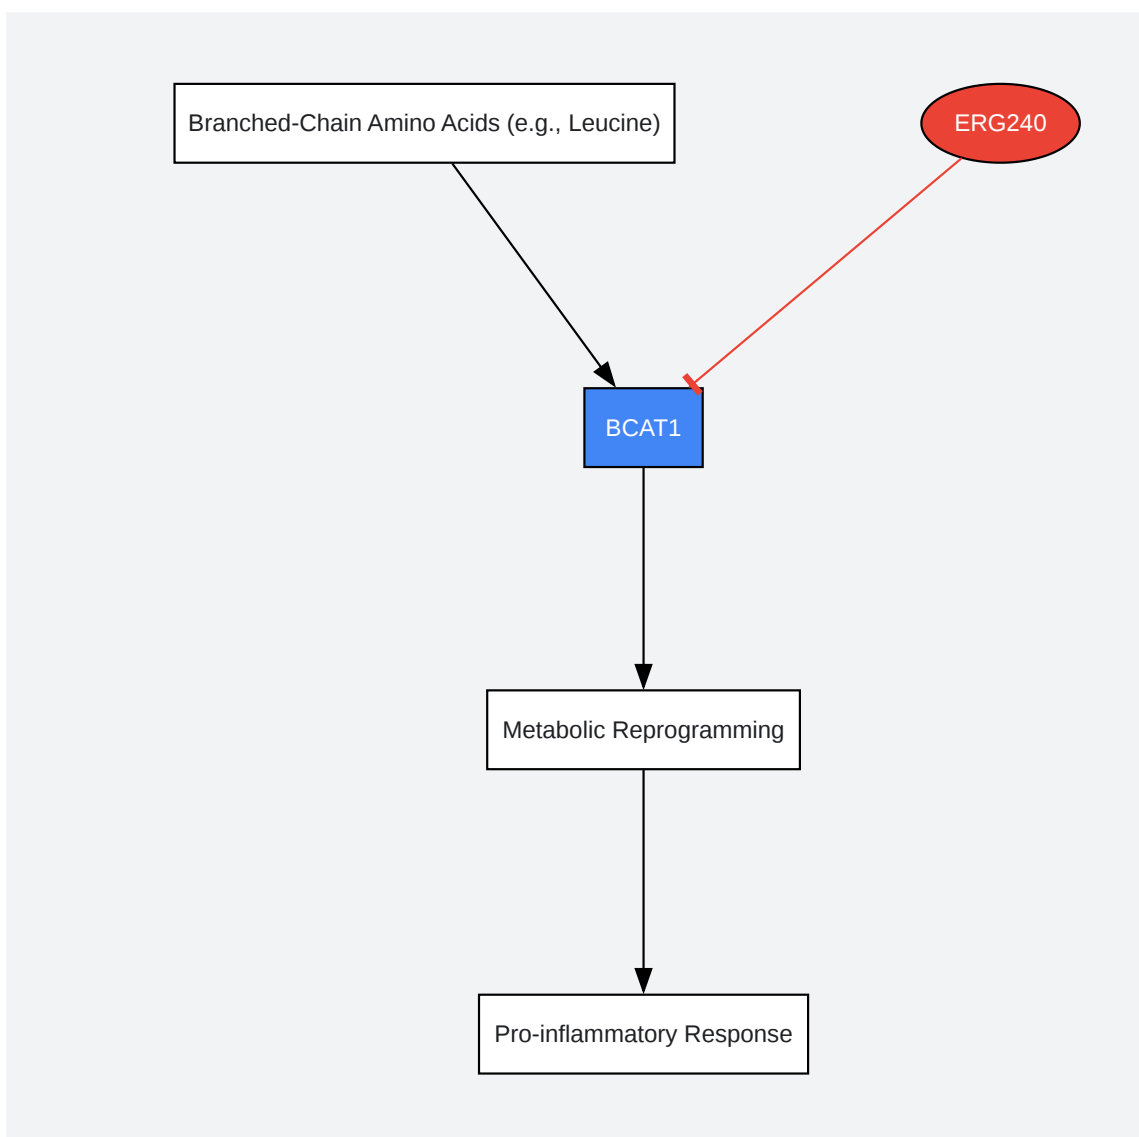 Branched-Chain Amino Acids (e.g., Leucine)
ERG240
BCAT1
Metabolic Reprogramming
Pro-inflammatory Response